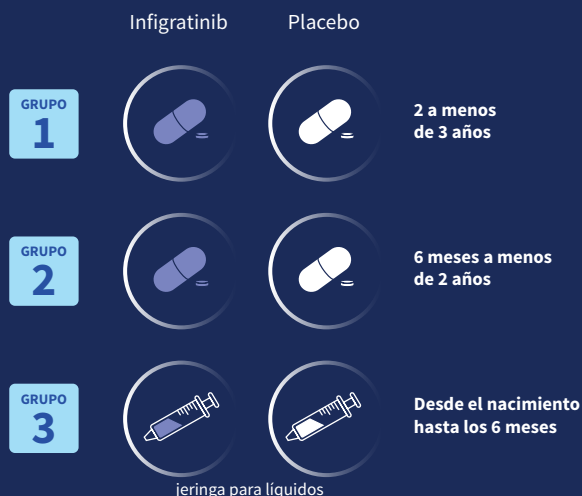 Infigratinib Placebo
GRUPO
1
2 a menos
de 3 años
GRUPO
2
6 meses a menos
de 2 años
GRUPO
3
Desde el nacimiento
hasta los 6 meses
jeringa para líquidos